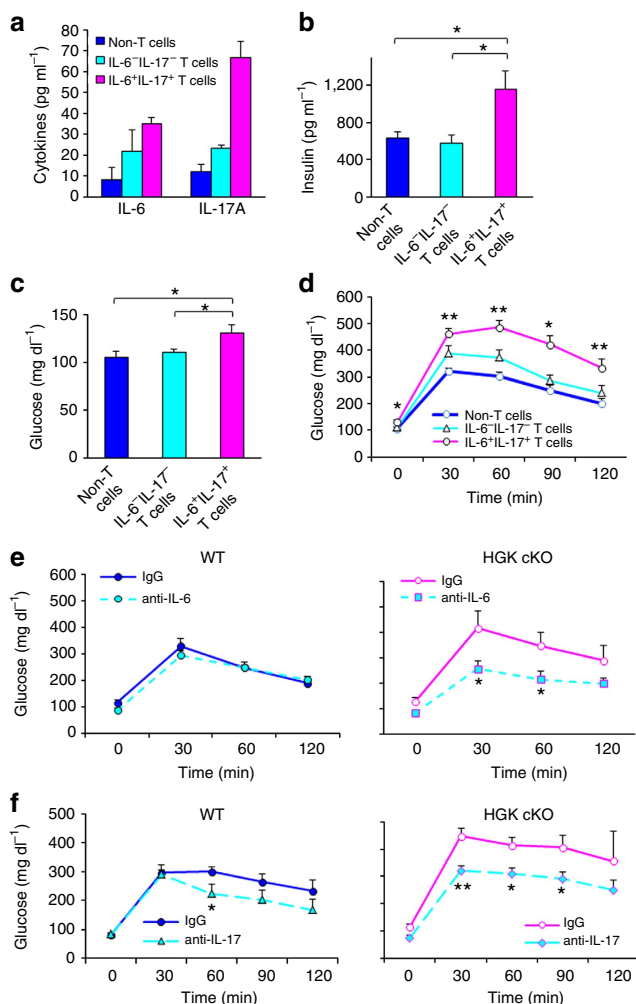 a
Cytokines (pg ml⁻¹)
80
70
60
50
40
30
20
10
0
Non-T cells
IL-6⁻IL-17⁻ T cells
IL-6⁺IL-17⁺ T cells
IL-6 IL-17A
b
*
*
Insulin (pg ml⁻¹)
1,200
800
400
Non-T
cells
IL-6⁻IL-17⁻
T cells
IL-6⁺IL-17⁺
T cells
c
*
*
Glucose (mg dl⁻¹)
150
100
50
0
Non-T
cells
IL-6⁻IL-17⁻
T cells
IL-6⁺IL-17⁺
T cells
d
Glucose (mg dl⁻¹)
600
500
400
300
200
100
0
* ** ** * **
Non-T cells
IL-6⁻IL-17⁻ T cells
IL-6⁺IL-17⁺ T cells
0 30 60 90 120
Time (min)
e
WT
Glucose (mg dl⁻¹)
600
500
400
300
200
100
0
IgG
anti-IL-6
0 30 60 120
Time (min)
HGK cKO
IgG
anti-IL-6
* *
0 30 60 120
Time (min)
f
WT
Glucose (mg dl⁻¹)
500
400
300
200
100
0
*
IgG
anti-IL-17
0 30 60 90 120
Time (min)
HGK cKO
** * *
IgG
anti-IL-17
0 30 60 90 120
Time (min)